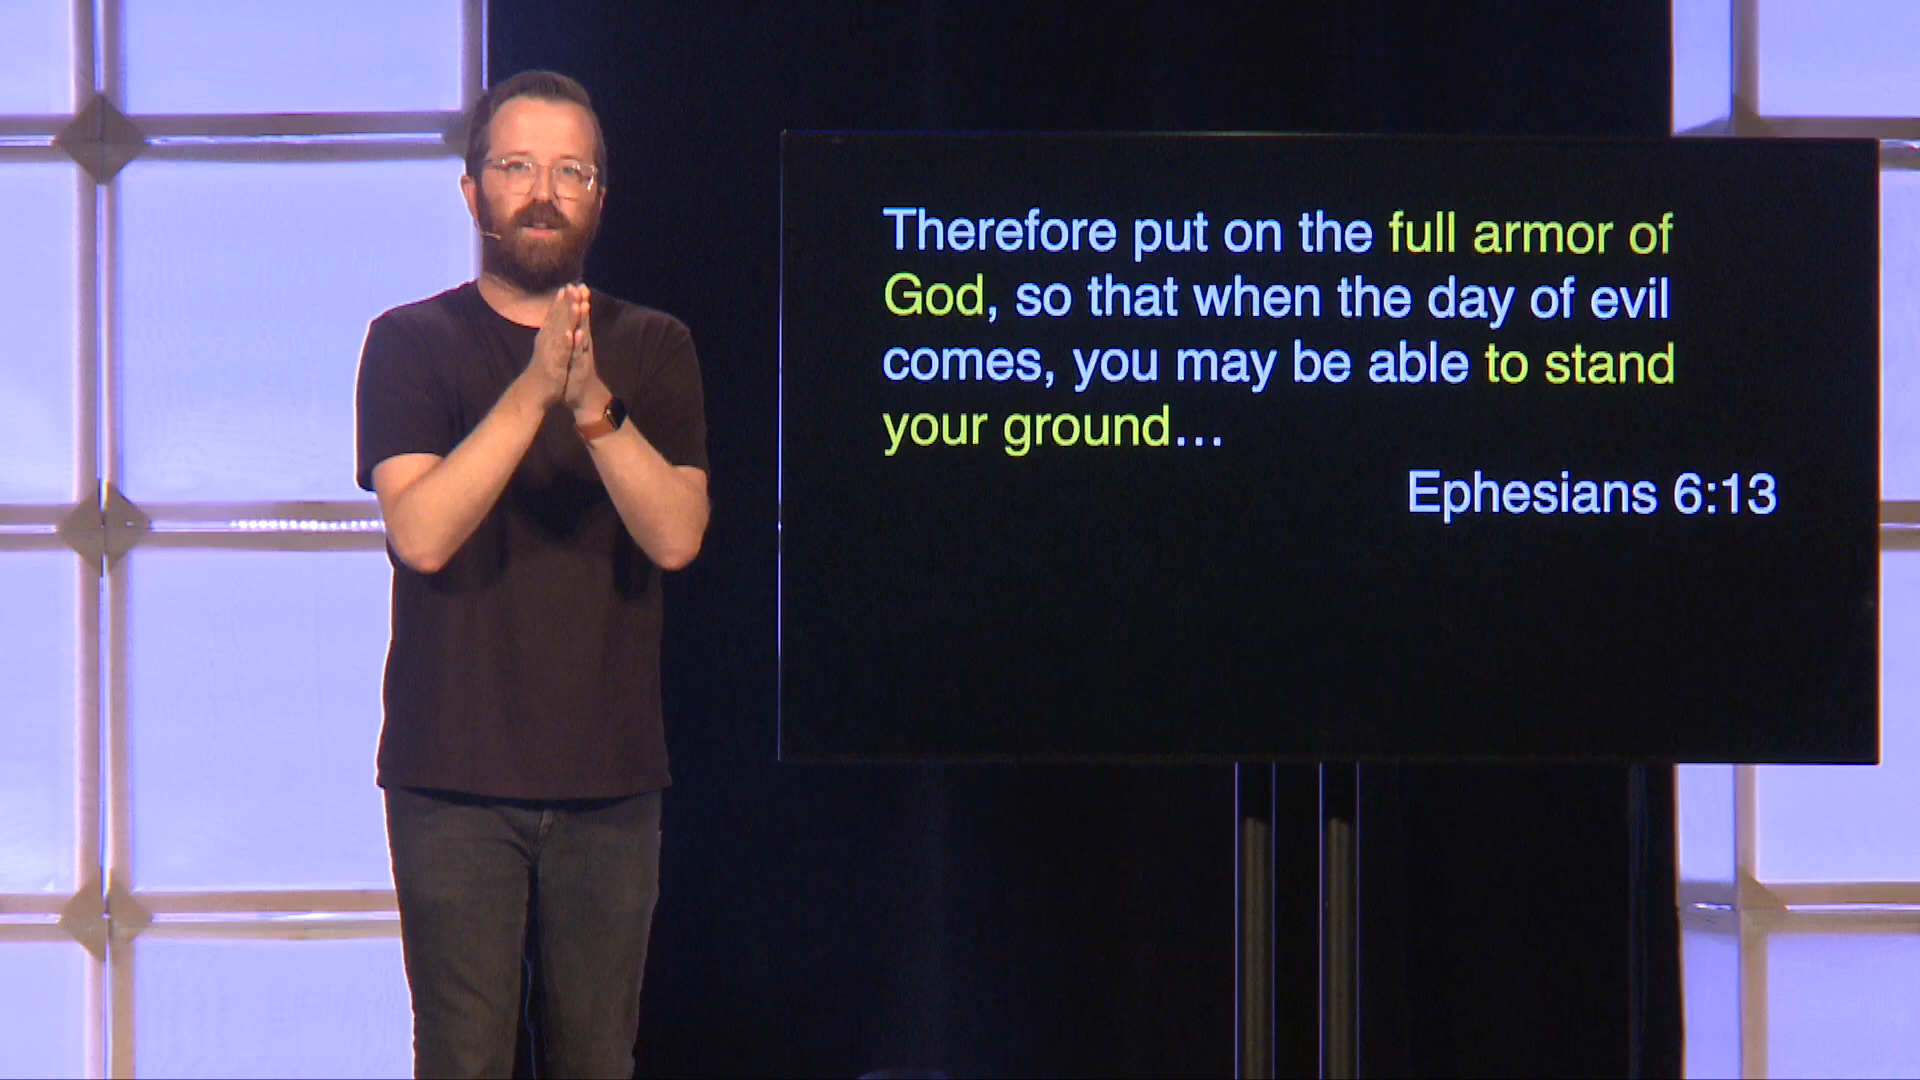 Therefore put on the full armor of
God, so that when the day of evil
comes, you may be able to stand
your ground...
Ephesians 6:13